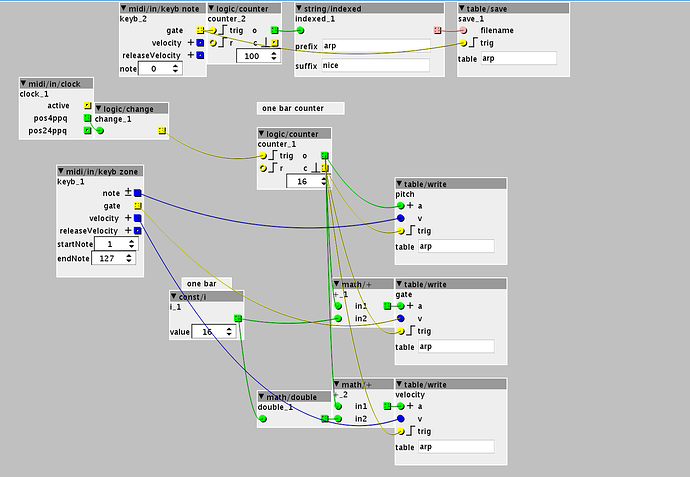 midi/in/keyb note
keyb_2
gate
velocity
releaseVelocity
note 0
logic/counter
counter_2
trig o
r c
100
string/indexed
indexed_1
prefix arp
suffix nice
table/save
save_1
filename
trig
table arp
midi/in/clock
clock_1
active
pos4ppq
pos24ppq
logic/change
change_1
one bar counter
logic/counter
counter_1
trig o
r c
16
midi/in/keyb zone
keyb_1
note
gate
velocity
releaseVelocity
startNote 1
endNote 127
table/write
pitch
+ a
v
trig
table arp
one bar
const/i
i_1
value 16
math/+
+_1
in1
in2
table/write
gate
+ a
v
trig
table arp
math/double
double_1
math/+
+_2
in1
in2
table/write
velocity
+ a
v
trig
table arp